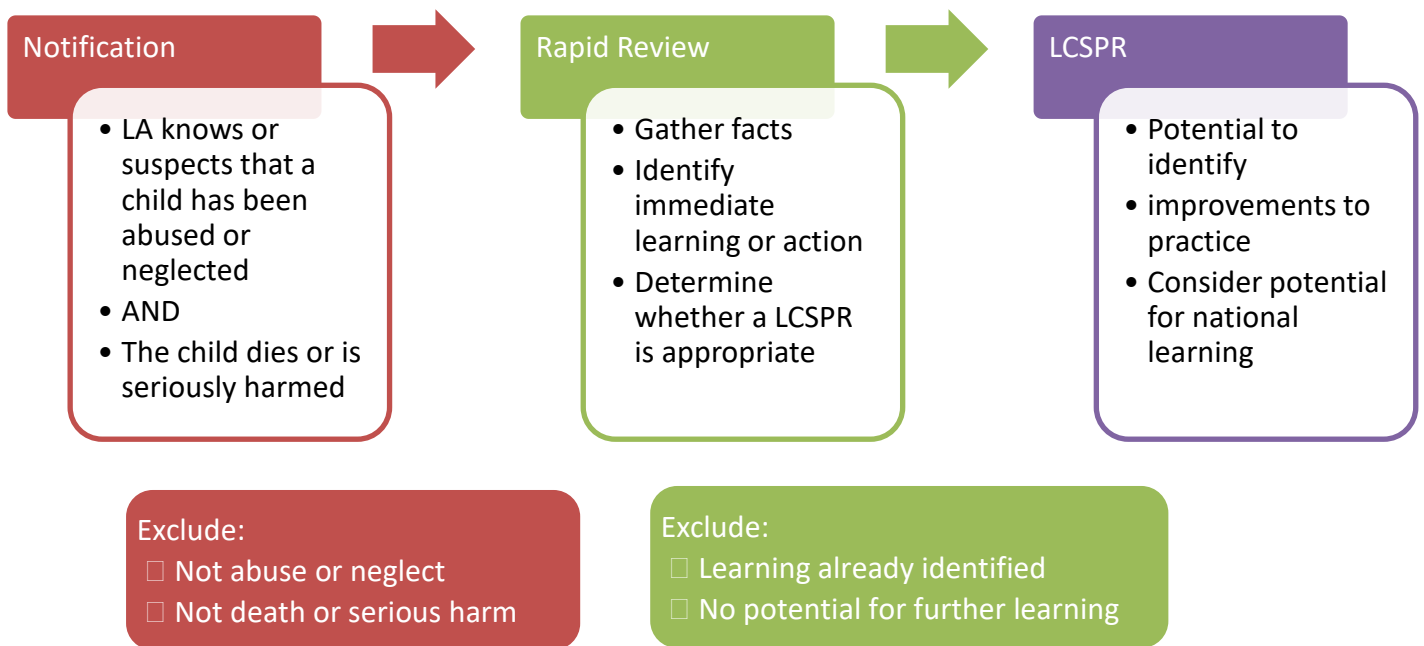 Notification
• LA knows or
suspects that a
child has been
abused or
neglected
• AND
• The child dies or is
seriously harmed
Rapid Review
• Gather facts
• Identify
immediate
learning or action
• Determine
whether a LCSPR
is appropriate
LCSPR
• Potential to
identify
• improvements to
practice
• Consider potential
for national
learning
Exclude:
□ Not abuse or neglect
□ Not death or serious harm
Exclude:
□ Learning already identified
□ No potential for further learning